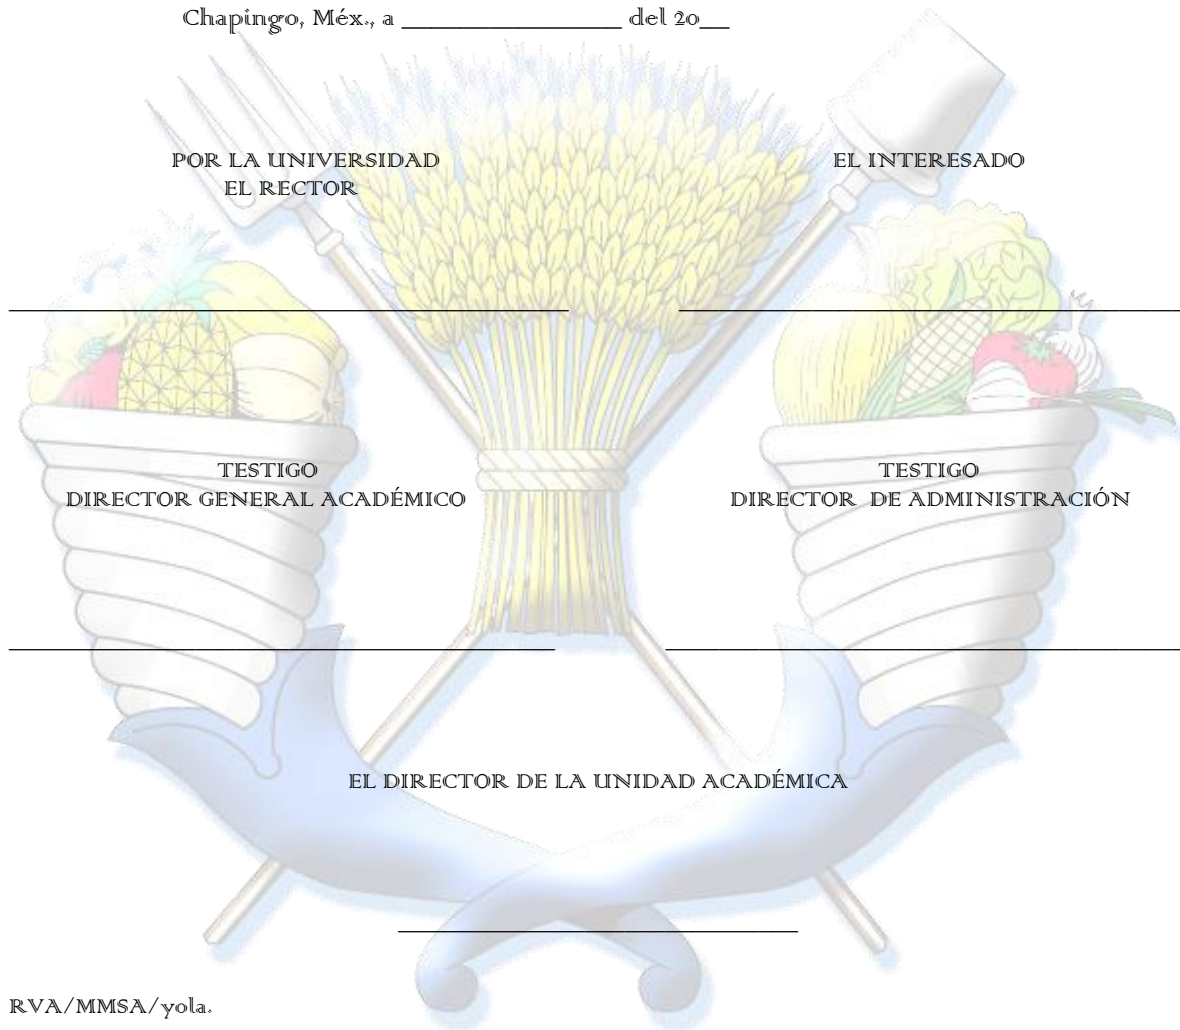 Chapingo, Méx., a ____________________ del 20__
POR LA UNIVERSIDAD
EL RECTOR
EL INTERESADO
TESTIGO
DIRECTOR GENERAL ACADÉMICO
TESTIGO
DIRECTOR DE ADMINISTRACIÓN
EL DIRECTOR DE LA UNIDAD ACADÉMICA
RVA/MMSA/yola.